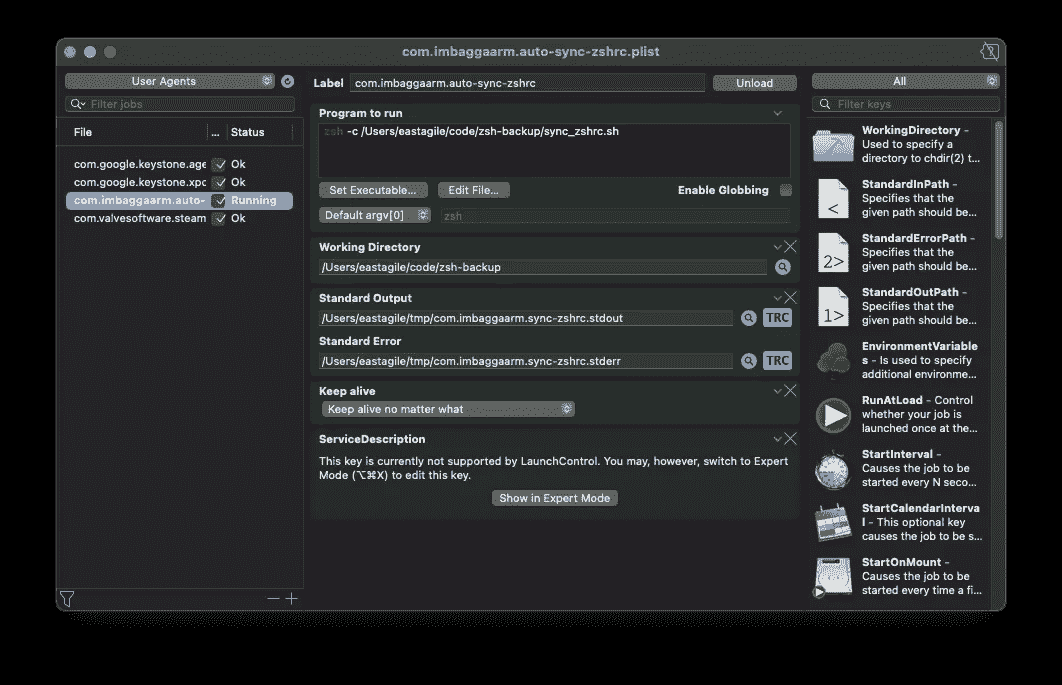 com.imbaggaarm.auto-sync-zshrc.plist
User Agents
Filter jobs
File ... Status
com.google.keystone.age Ok
com.google.keystone.xpc Ok
com.imbaggaarm.auto- Running
com.valvesoftware.steam Ok
Label com.imbaggaarm.auto-sync-zshrc Unload
Program to run
zsh -c /Users/eastagile/code/zsh-backup/sync_zshrc.sh
Set Executable... Edit File... Enable Globbing
Default argv[0] zsh
Working Directory
/Users/eastagile/code/zsh-backup
Standard Output
/Users/eastagile/tmp/com.imbaggaarm.sync-zshrc.stdout TRC
Standard Error
/Users/eastagile/tmp/com.imbaggaarm.sync-zshrc.stderr TRC
Keep alive
Keep alive no matter what
ServiceDescription
This key is currently not supported by LaunchControl. You may, however, switch to Expert
Mode (⌥⌘X) to edit this key.
Show in Expert Mode
All
Filter keys
WorkingDirectory -
Used to specify a
directory to chdir(2) t...
<
StandardInPath -
Specifies that the
given path should be...
2>
StandardErrorPath -
Specifies that the
given path should be...
1>
StandardOutPath -
Specifies that the
given path should be...
EnvironmentVariable
s - Is used to specify
additional environme...
RunAtLoad - Control
whether your job is
launched once at the...
StartInterval -
Causes the job to be
started every N seco...
StartCalendarInterva
l - This optional key
causes the job to be s...
StartOnMount -
Causes the job to be
started every time a fi...